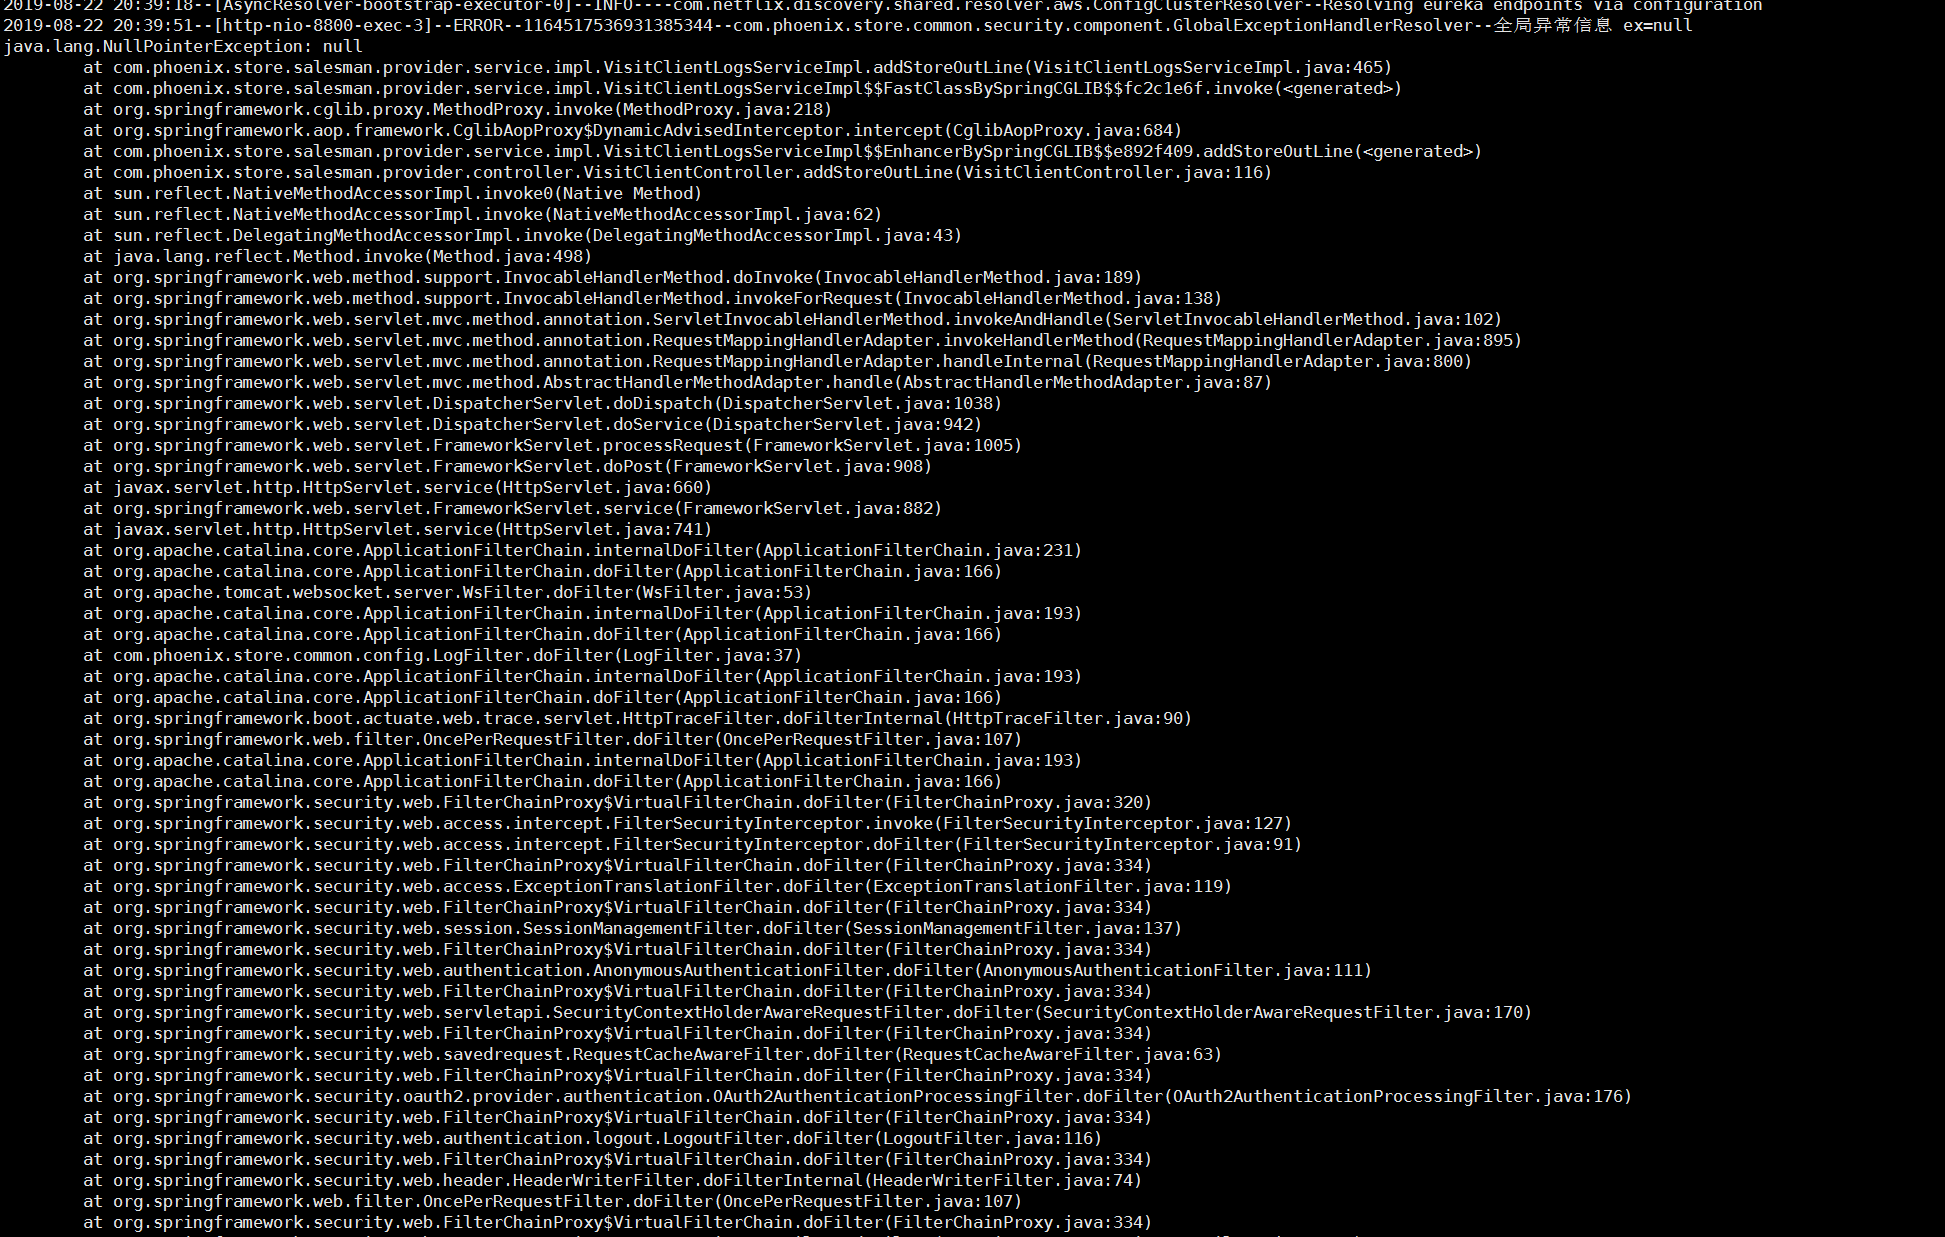 2019-08-22 20:39:18--[AsyncResolver-bootstrap-executor-0]--INFO----com.netflix.discovery.shared.resolver.aws.ConfigClusterResolver--Resolving eureka endpoints via configuration
2019-08-22 20:39:51--[http-nio-8800-exec-3]--ERROR--1164517536931385344--com.phoenix.store.common.security.component.GlobalExceptionHandlerResolver--全局异常信息 ex=null
java.lang.NullPointerException: null
at com.phoenix.store.salesman.provider.service.impl.VisitClientLogsServiceImpl.addStoreOutLine(VisitClientLogsServiceImpl.java:465)
at com.phoenix.store.salesman.provider.service.impl.VisitClientLogsServiceImpl$$FastClassBySpringCGLIB$$fc2c1e6f.invoke(<generated>)
at org.springframework.cglib.proxy.MethodProxy.invoke(MethodProxy.java:218)
at org.springframework.aop.framework.CglibAopProxy$DynamicAdvisedInterceptor.intercept(CglibAopProxy.java:684)
at com.phoenix.store.salesman.provider.service.impl.VisitClientLogsServiceImpl$$EnhancerBySpringCGLIB$$e892f409.addStoreOutLine(<generated>)
at com.phoenix.store.salesman.provider.controller.VisitClientController.addStoreOutLine(VisitClientController.java:116)
at sun.reflect.NativeMethodAccessorImpl.invoke0(Native Method)
at sun.reflect.NativeMethodAccessorImpl.invoke(NativeMethodAccessorImpl.java:62)
at sun.reflect.DelegatingMethodAccessorImpl.invoke(DelegatingMethodAccessorImpl.java:43)
at java.lang.reflect.Method.invoke(Method.java:498)
at org.springframework.web.method.support.InvocableHandlerMethod.doInvoke(InvocableHandlerMethod.java:189)
at org.springframework.web.method.support.InvocableHandlerMethod.invokeForRequest(InvocableHandlerMethod.java:138)
at org.springframework.web.servlet.mvc.method.annotation.ServletInvocableHandlerMethod.invokeAndHandle(ServletInvocableHandlerMethod.java:102)
at org.springframework.web.servlet.mvc.method.annotation.RequestMappingHandlerAdapter.invokeHandlerMethod(RequestMappingHandlerAdapter.java:895)
at org.springframework.web.servlet.mvc.method.annotation.RequestMappingHandlerAdapter.handleInternal(RequestMappingHandlerAdapter.java:800)
at org.springframework.web.servlet.mvc.method.AbstractHandlerMethodAdapter.handle(AbstractHandlerMethodAdapter.java:87)
at org.springframework.web.servlet.DispatcherServlet.doDispatch(DispatcherServlet.java:1038)
at org.springframework.web.servlet.DispatcherServlet.doService(DispatcherServlet.java:942)
at org.springframework.web.servlet.FrameworkServlet.processRequest(FrameworkServlet.java:1005)
at org.springframework.web.servlet.FrameworkServlet.doPost(FrameworkServlet.java:908)
at javax.servlet.http.HttpServlet.service(HttpServlet.java:660)
at org.springframework.web.servlet.FrameworkServlet.service(FrameworkServlet.java:882)
at javax.servlet.http.HttpServlet.service(HttpServlet.java:741)
at org.apache.catalina.core.ApplicationFilterChain.internalDoFilter(ApplicationFilterChain.java:231)
at org.apache.catalina.core.ApplicationFilterChain.doFilter(ApplicationFilterChain.java:166)
at org.apache.tomcat.websocket.server.WsFilter.doFilter(WsFilter.java:53)
at org.apache.catalina.core.ApplicationFilterChain.internalDoFilter(ApplicationFilterChain.java:193)
at org.apache.catalina.core.ApplicationFilterChain.doFilter(ApplicationFilterChain.java:166)
at com.phoenix.store.common.config.LogFilter.doFilter(LogFilter.java:37)
at org.apache.catalina.core.ApplicationFilterChain.internalDoFilter(ApplicationFilterChain.java:193)
at org.apache.catalina.core.ApplicationFilterChain.doFilter(ApplicationFilterChain.java:166)
at org.springframework.boot.actuate.web.trace.servlet.HttpTraceFilter.doFilterInternal(HttpTraceFilter.java:90)
at org.springframework.web.filter.OncePerRequestFilter.doFilter(OncePerRequestFilter.java:107)
at org.apache.catalina.core.ApplicationFilterChain.internalDoFilter(ApplicationFilterChain.java:193)
at org.apache.catalina.core.ApplicationFilterChain.doFilter(ApplicationFilterChain.java:166)
at org.springframework.security.web.FilterChainProxy$VirtualFilterChain.doFilter(FilterChainProxy.java:320)
at org.springframework.security.web.access.intercept.FilterSecurityInterceptor.invoke(FilterSecurityInterceptor.java:127)
at org.springframework.security.web.access.intercept.FilterSecurityInterceptor.doFilter(FilterSecurityInterceptor.java:91)
at org.springframework.security.web.FilterChainProxy$VirtualFilterChain.doFilter(FilterChainProxy.java:334)
at org.springframework.security.web.access.ExceptionTranslationFilter.doFilter(ExceptionTranslationFilter.java:119)
at org.springframework.security.web.FilterChainProxy$VirtualFilterChain.doFilter(FilterChainProxy.java:334)
at org.springframework.security.web.session.SessionManagementFilter.doFilter(SessionManagementFilter.java:137)
at org.springframework.security.web.FilterChainProxy$VirtualFilterChain.doFilter(FilterChainProxy.java:334)
at org.springframework.security.web.authentication.AnonymousAuthenticationFilter.doFilter(AnonymousAuthenticationFilter.java:111)
at org.springframework.security.web.FilterChainProxy$VirtualFilterChain.doFilter(FilterChainProxy.java:334)
at org.springframework.security.web.servletapi.SecurityContextHolderAwareRequestFilter.doFilter(SecurityContextHolderAwareRequestFilter.java:170)
at org.springframework.security.web.FilterChainProxy$VirtualFilterChain.doFilter(FilterChainProxy.java:334)
at org.springframework.security.web.savedrequest.RequestCacheAwareFilter.doFilter(RequestCacheAwareFilter.java:63)
at org.springframework.security.web.FilterChainProxy$VirtualFilterChain.doFilter(FilterChainProxy.java:334)
at org.springframework.security.oauth2.provider.authentication.OAuth2AuthenticationProcessingFilter.doFilter(OAuth2AuthenticationProcessingFilter.java:176)
at org.springframework.security.web.FilterChainProxy$VirtualFilterChain.doFilter(FilterChainProxy.java:334)
at org.springframework.security.web.authentication.logout.LogoutFilter.doFilter(LogoutFilter.java:116)
at org.springframework.security.web.FilterChainProxy$VirtualFilterChain.doFilter(FilterChainProxy.java:334)
at org.springframework.security.web.header.HeaderWriterFilter.doFilterInternal(HeaderWriterFilter.java:74)
at org.springframework.web.filter.OncePerRequestFilter.doFilter(OncePerRequestFilter.java:107)
at org.springframework.security.web.FilterChainProxy$VirtualFilterChain.doFilter(FilterChainProxy.java:334)